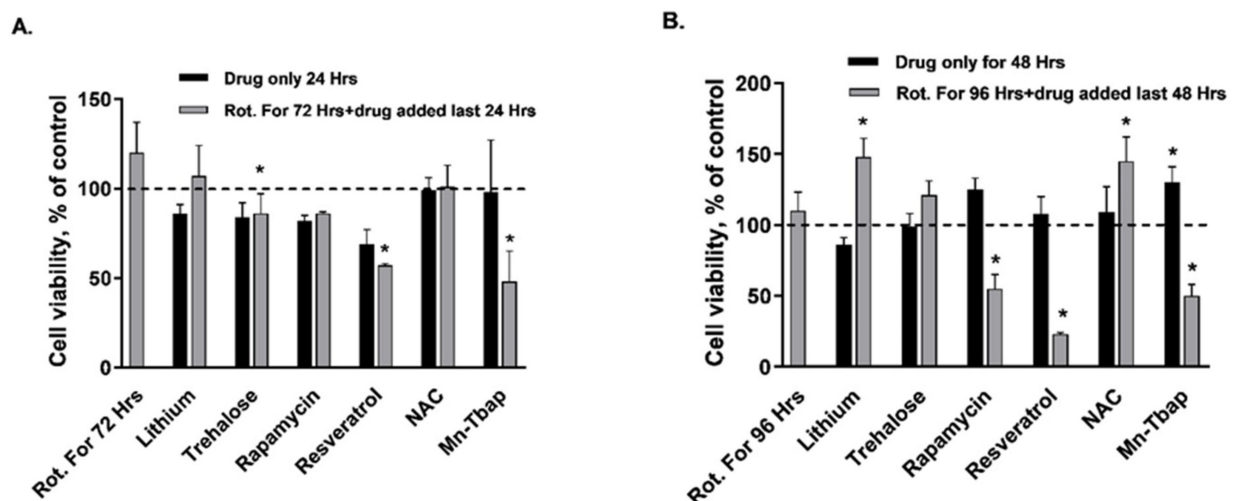 A.
Drug only 24 Hrs
Rot. For 72 Hrs+drug added last 24 Hrs
Cell viability, % of control
150
100
50
0
*
*
*
Rot. For 72 Hrs
Lithium
Trehalose
Rapamycin
Resveratrol
NAC
Mn-Tbap
B.
Drug only for 48 Hrs
Rot. For 96 Hrs+drug added last 48 Hrs
Cell viability, % of control
200
150
100
50
0
*
*
*
*
*
*
Rot. For 96 Hrs
Lithium
Trehalose
Rapamycin
Resveratrol
NAC
Mn-Tbap